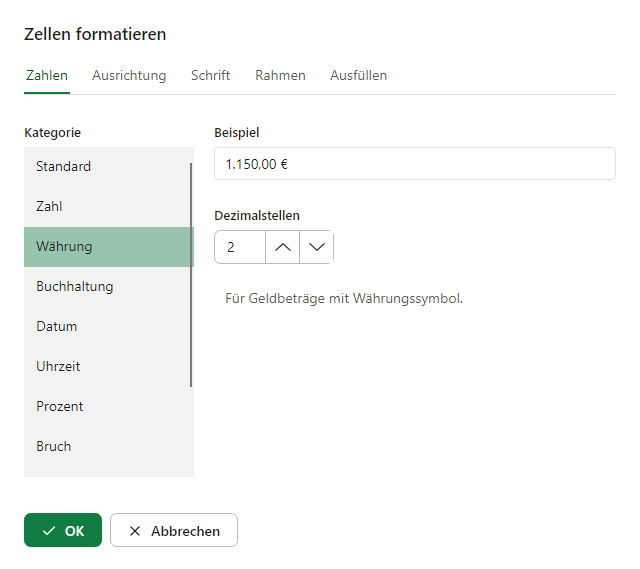 Zellen formatieren
Zahlen Ausrichtung Schrift Rahmen Ausfüllen
Kategorie
Standard
Zahl
Währung
Buchhaltung
Datum
Uhrzeit
Prozent
Bruch
Beispiel
1.150,00 €
Dezimalstellen
2
Für Geldbeträge mit Währungssymbol.
OK Abbrechen